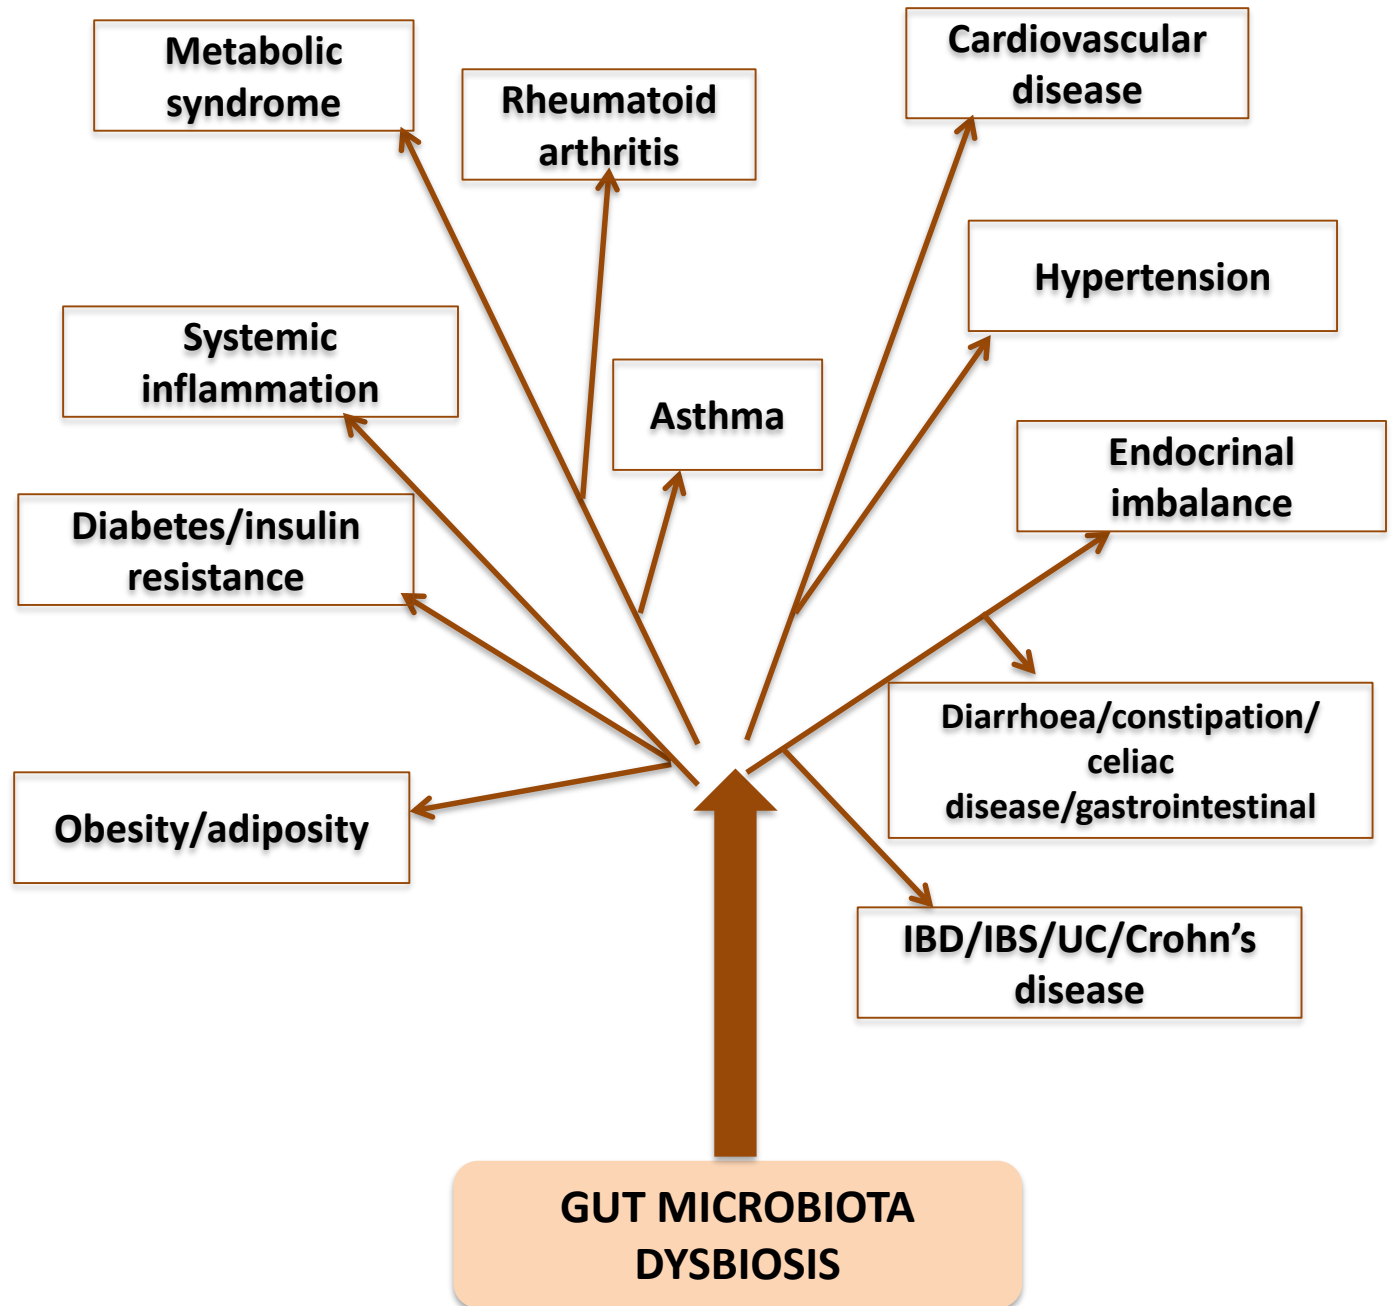 Metabolic
syndrome
Rheumatoid
arthritis
Cardiovascular
disease
Hypertension
Systemic
inflammation
Asthma
Endocrinal
imbalance
Diabetes/insulin
resistance
Diarrhoea/constipation/
celiac
disease/gastrointestinal
Obesity/adiposity
IBD/IBS/UC/Crohn’s
disease
GUT MICROBIOTA
DYSBIOSIS